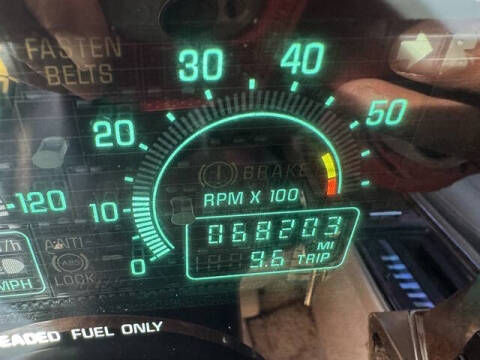 FASTEN
BELTS
30
40
20
50
BRAKE
-120
10
RPM X 100
068203
MI
9.6 TRIP
0
ANTI
ABS
LOCK
MPH
EADED FUEL ONLY